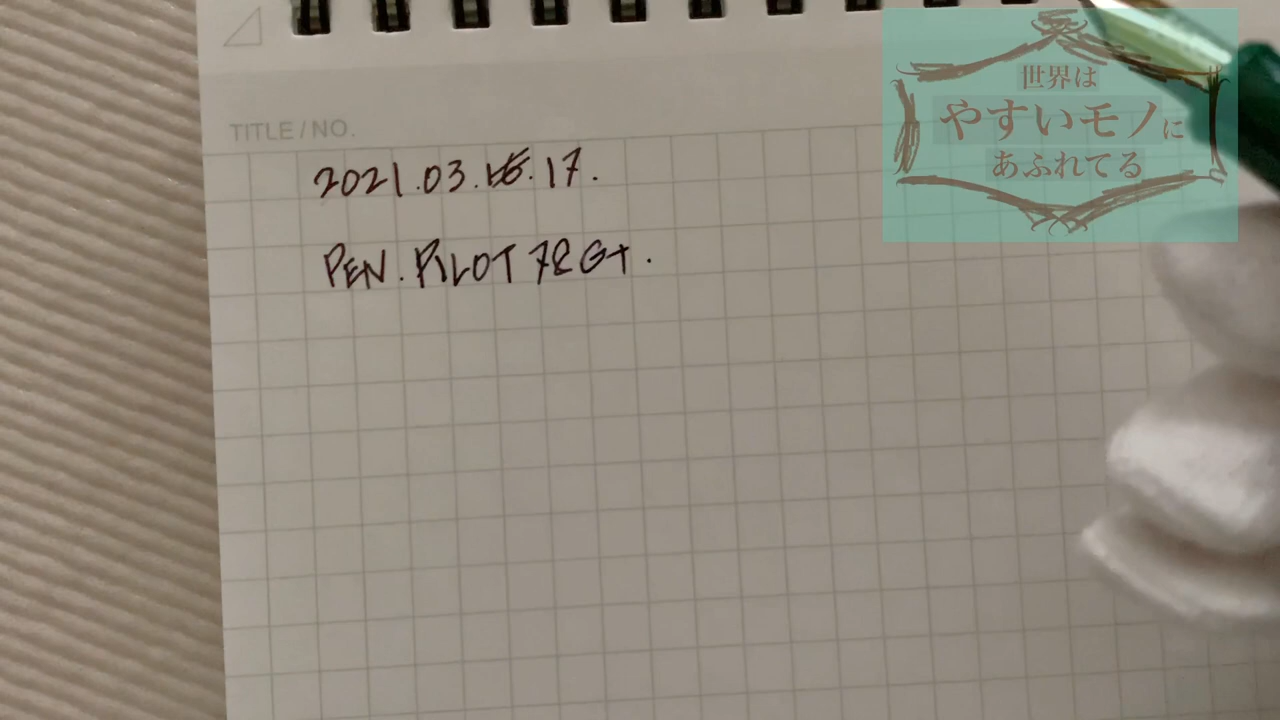 世界は
やすいモノに
あふれてる
TITLE / NO.
2021.03.16.17.
PEN. PILOT 78G+.